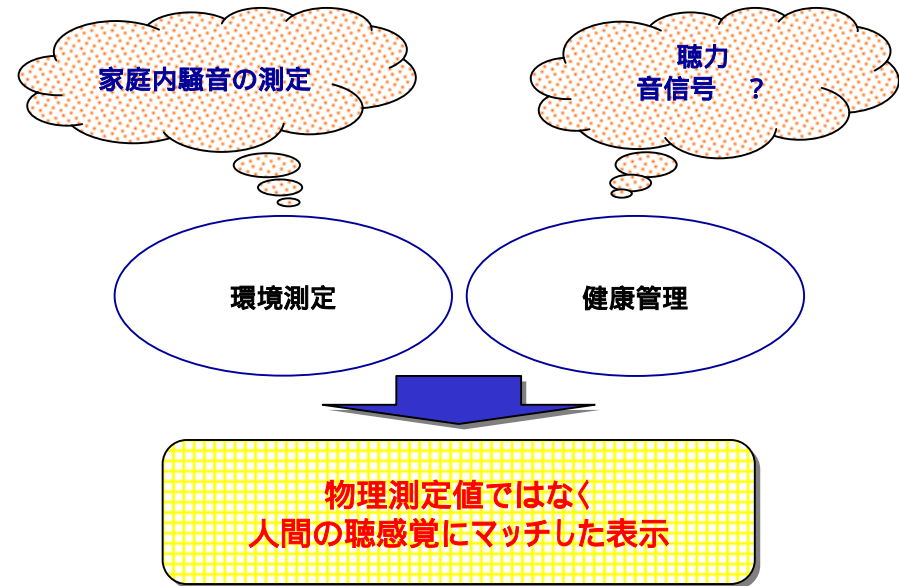 家庭内騒音の測定
聴力
音信号　？
環境測定
健康管理
物理測定値ではなく
人間の聴感覚にマッチした表示